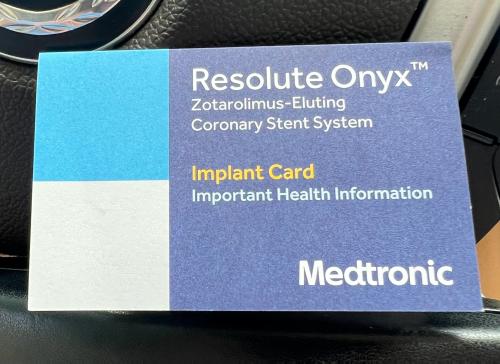 Resolute Onyx™
Zotarolimus-Eluting
Coronary Stent System
Implant Card
Important Health Information
Medtronic